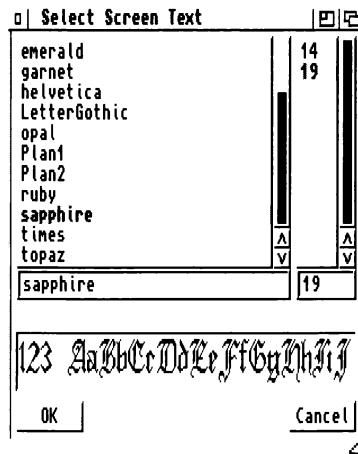 Select Screen Text
emerald
garnet
helvetica
LetterGothic
opal
Plan1
Plan2
ruby
sapphire
times
topaz
14
19
sapphire
19
123 AaBbCcDdEeFfGgHhIiJ
OK
Cancel